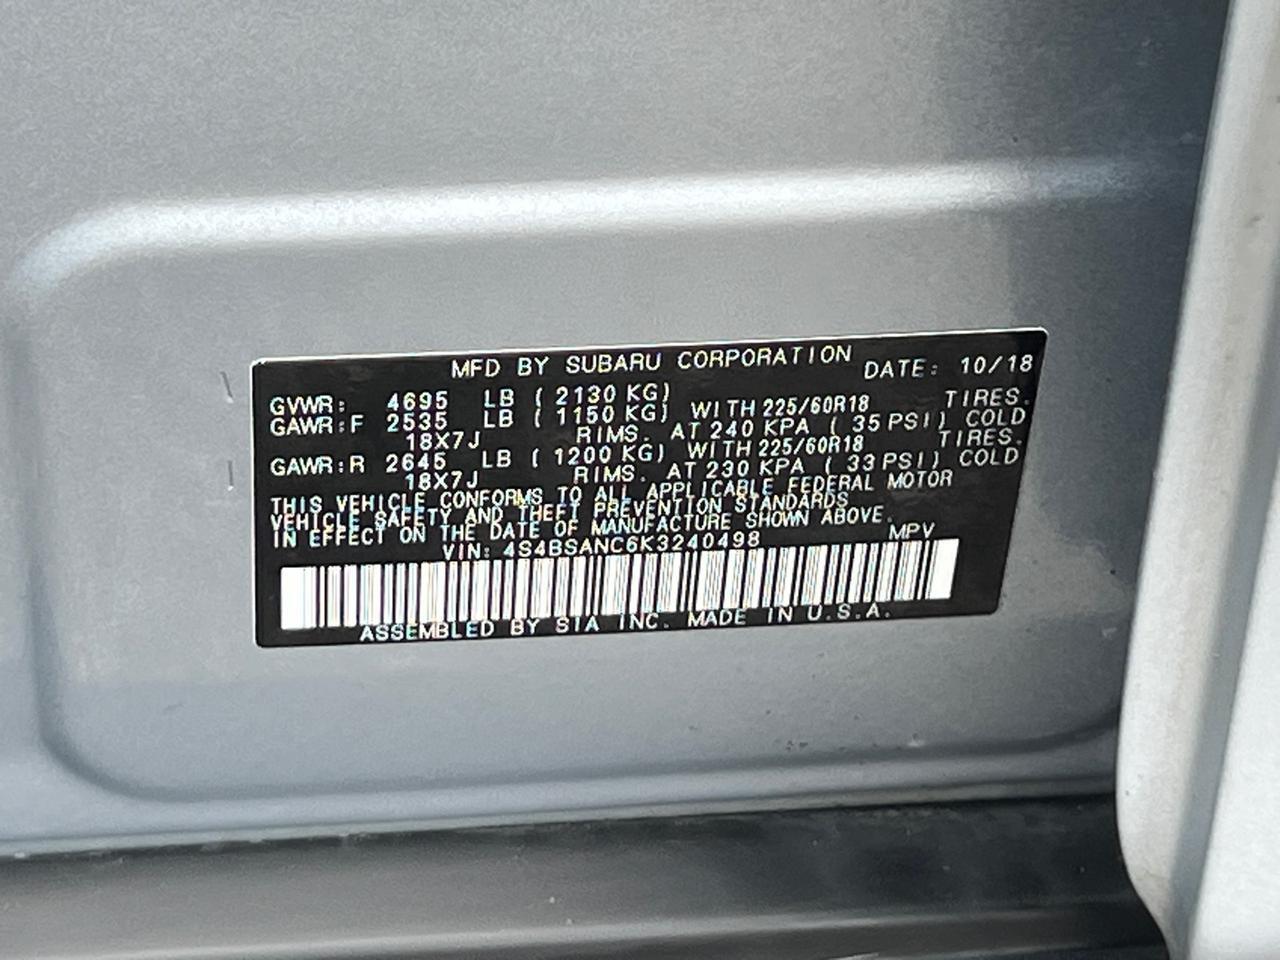 MFD BY SUBARU CORPORATION DATE: 10/18
GVWR: 4695 LB ( 2130 KG)
GAWR:F 2535 LB ( 1150 KG) WITH 225/60R18 TIRES.
18X7J RIMS. AT 240 KPA ( 35 PSI) COLD
GAWR:R 2645 LB ( 1200 KG) WITH 225/60R18 TIRES.
18X7J RIMS. AT 230 KPA ( 33 PSI) COLD
THIS VEHICLE CONFORMS TO ALL APPLICABLE FEDERAL MOTOR
VEHICLE SAFETY AND THEFT PREVENTION STANDARDS
IN EFFECT ON THE DATE OF MANUFACTURE SHOWN ABOVE.
VIN: 4S4BSANC6K3240498 MPV
ASSEMBLED BY SIA INC. MADE IN U.S.A.